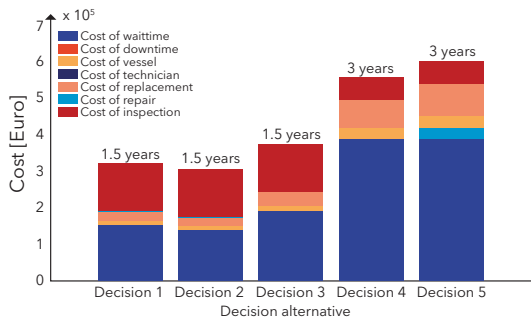 x 10⁵
7
6
5
4
3
2
1
0
Cost [Euro]
Cost of waittime
Cost of downtime
Cost of vessel
Cost of technician
Cost of replacement
Cost of repair
Cost of inspection
1.5 years
1.5 years
1.5 years
3 years
3 years
Decision 1 Decision 2 Decision 3 Decision 4 Decision 5
Decision alternative